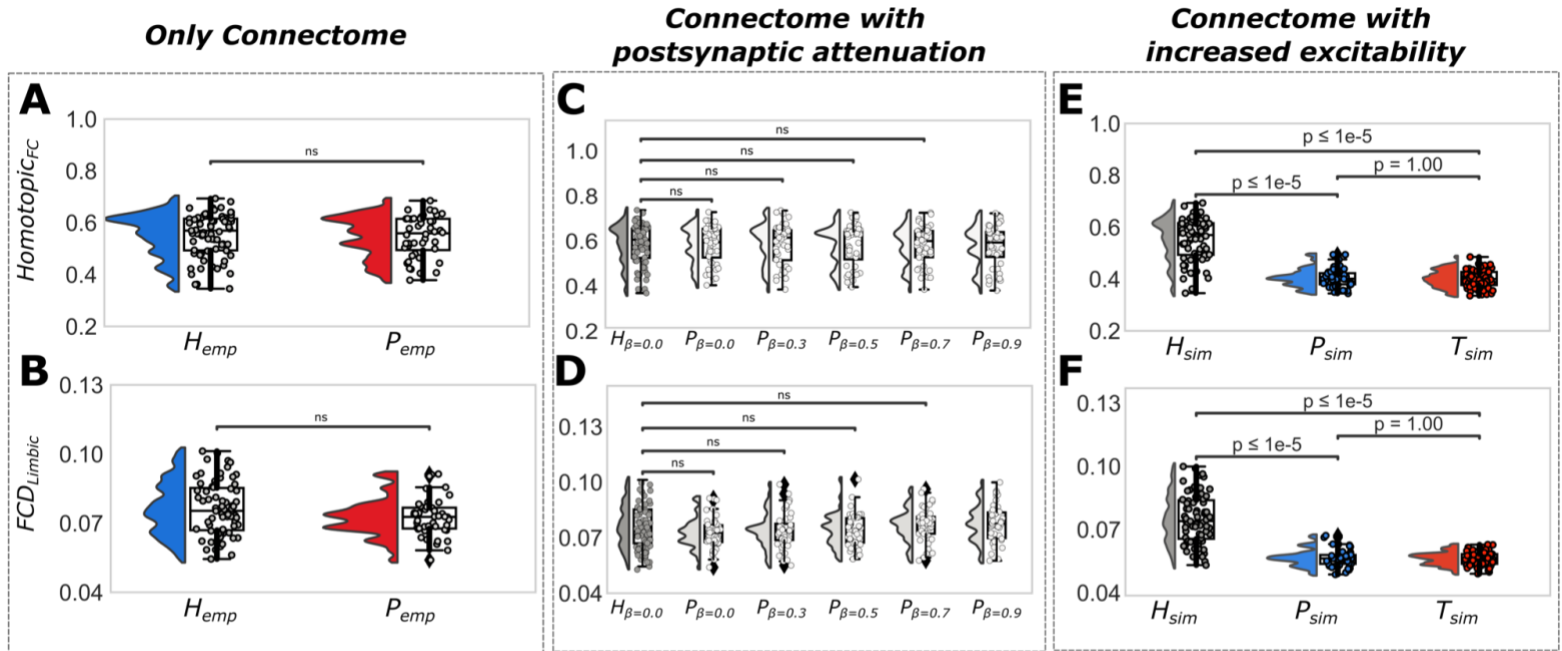 Only Connectome
Connectome with
postsynaptic attenuation
Connectome with
increased excitability
A
Homotopic_FC
1.0
0.8
0.6
0.4
0.2
ns
H_emp
P_emp
B
FCD_Limbic
0.13
0.10
0.07
0.04
ns
H_emp
P_emp
C
1.0
0.8
0.6
0.4
0.2
ns
ns
ns
ns
H_β=0.0
P_β=0.0
P_β=0.3
P_β=0.5
P_β=0.7
P_β=0.9
D
0.13
0.10
0.07
0.04
ns
ns
ns
ns
H_β=0.0
P_β=0.0
P_β=0.3
P_β=0.5
P_β=0.7
P_β=0.9
E
1.0
0.8
0.6
0.4
0.2
p ≤ 1e-5
p = 1.00
p ≤ 1e-5
H_sim
P_sim
T_sim
F
0.13
0.10
0.07
0.04
p ≤ 1e-5
p = 1.00
p ≤ 1e-5
H_sim
P_sim
T_sim